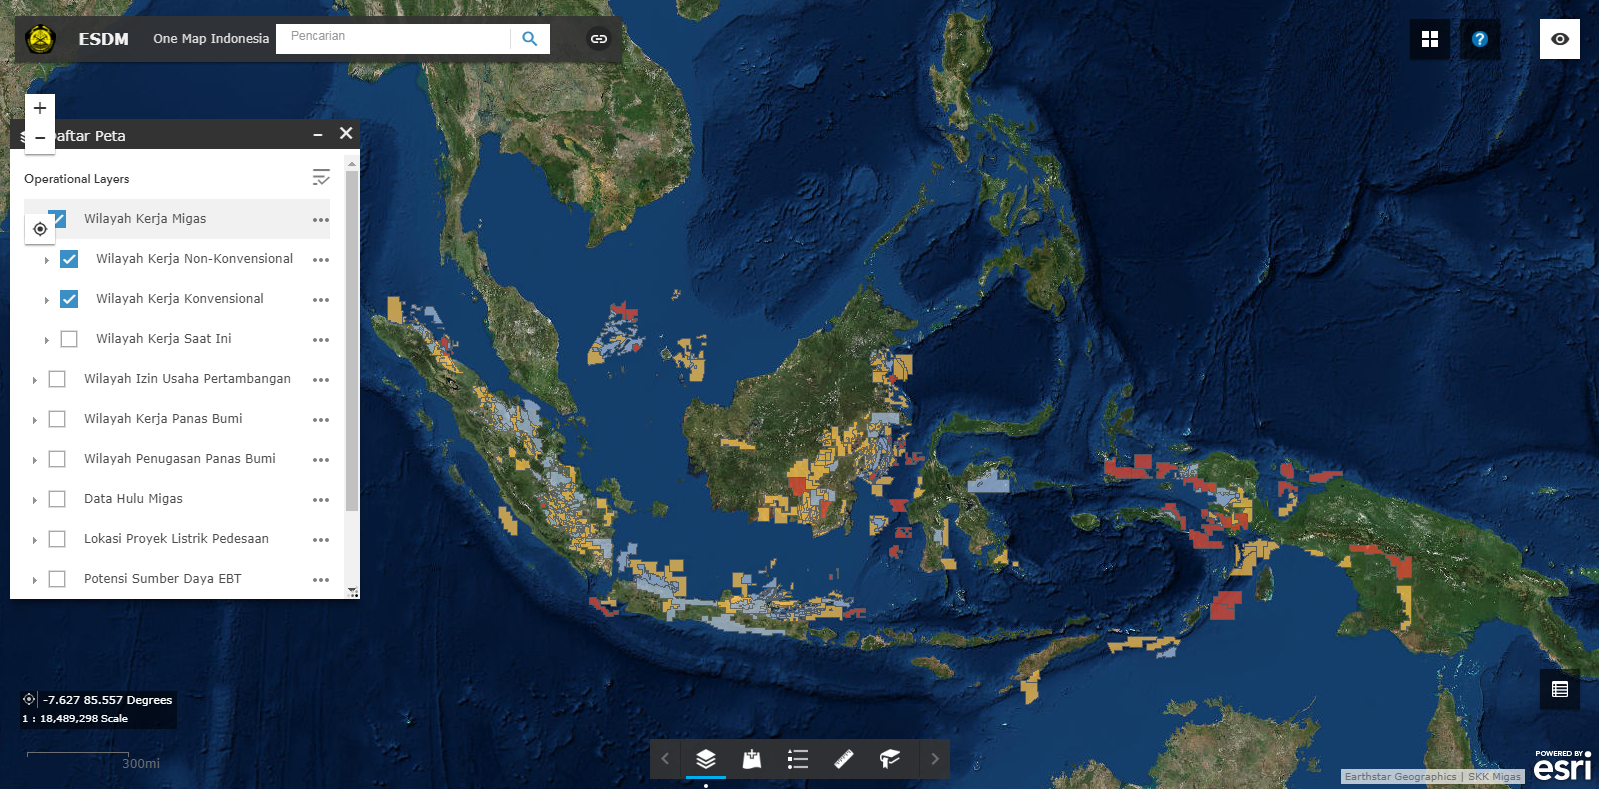 ESDM
One Map Indonesia
Pencarian
Daftar Peta
Operational Layers
Wilayah Kerja Migas
Wilayah Kerja Non-Konvensional
Wilayah Kerja Konvensional
Wilayah Kerja Saat Ini
Wilayah Izin Usaha Pertambangan
Wilayah Kerja Panas Bumi
Wilayah Penugasan Panas Bumi
Data Hulu Migas
Lokasi Proyek Listrik Pedesaan
Potensi Sumber Daya EBT
-7.627 85.557 Degrees
1 : 18,489,298 Scale
300mi
POWERED BY
esri
Earthstar Geographics | SKK Migas